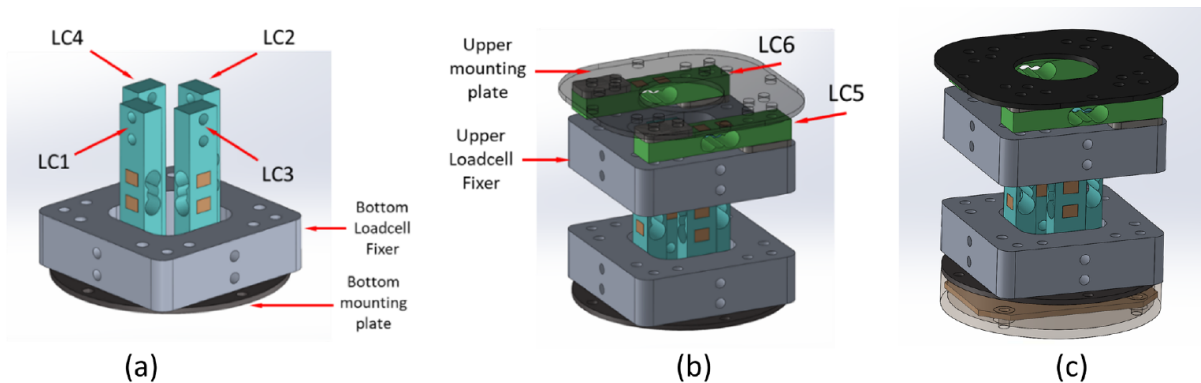 LC4
LC2
LC1
LC3
Bottom
Loadcell
Fixer
Bottom
mounting
plate
(a)
Upper
mounting
plate
LC6
LC5
Upper
Loadcell
Fixer
(b)
(c)